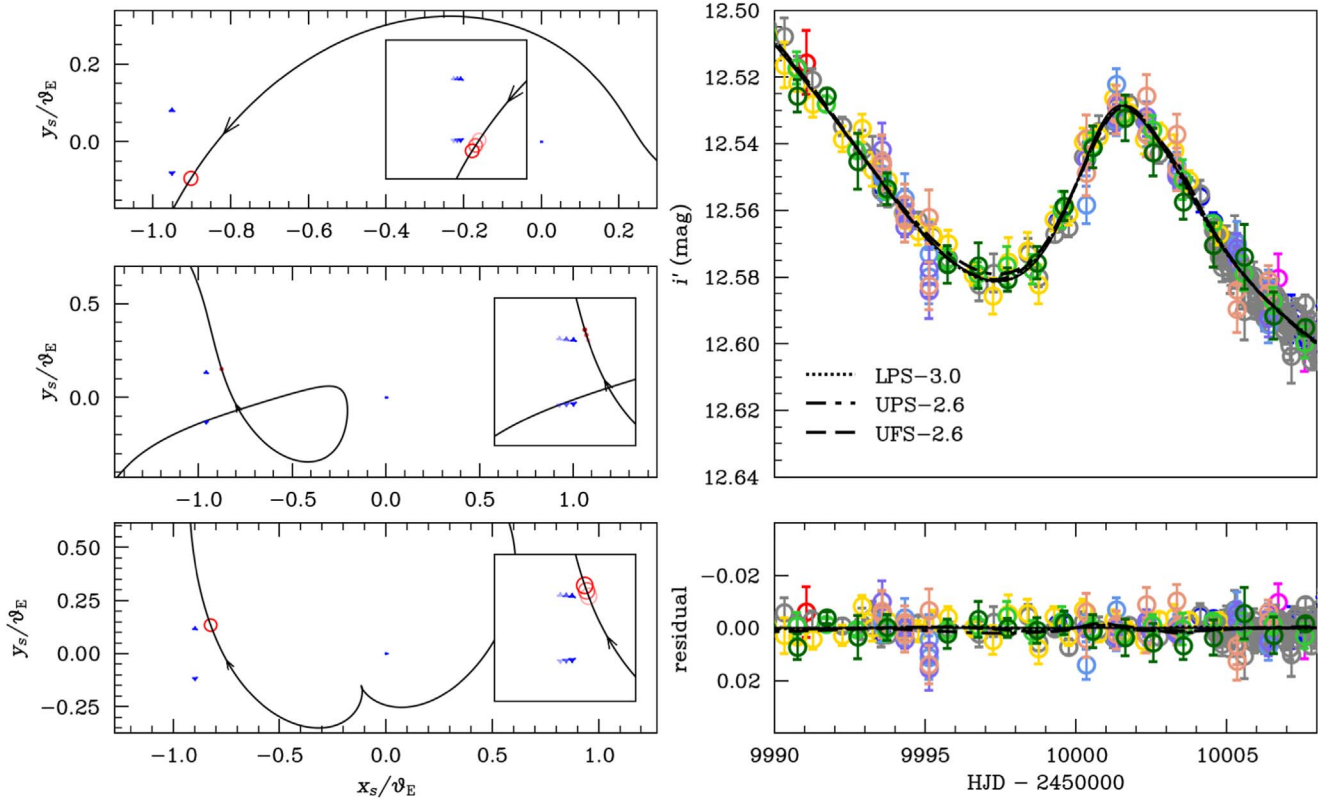 0.2
0.0
y_s/ϑ_E
−1.0 −0.8 −0.6 −0.4 −0.2 0.0 0.2
0.5
0.0
y_s/ϑ_E
−1.0 −0.5 0.0 0.5 1.0
0.50
0.25
0.00
−0.25
y_s/ϑ_E
−1.0 −0.5 0.0 0.5 1.0
x_s/ϑ_E
12.50
12.52
12.54
12.56
12.58
12.60
12.62
12.64
i′ (mag)
LPS−3.0
UPS−2.6
UFS−2.6
−0.02
0.00
0.02
residual
9990 9995 10000 10005
HJD − 2450000